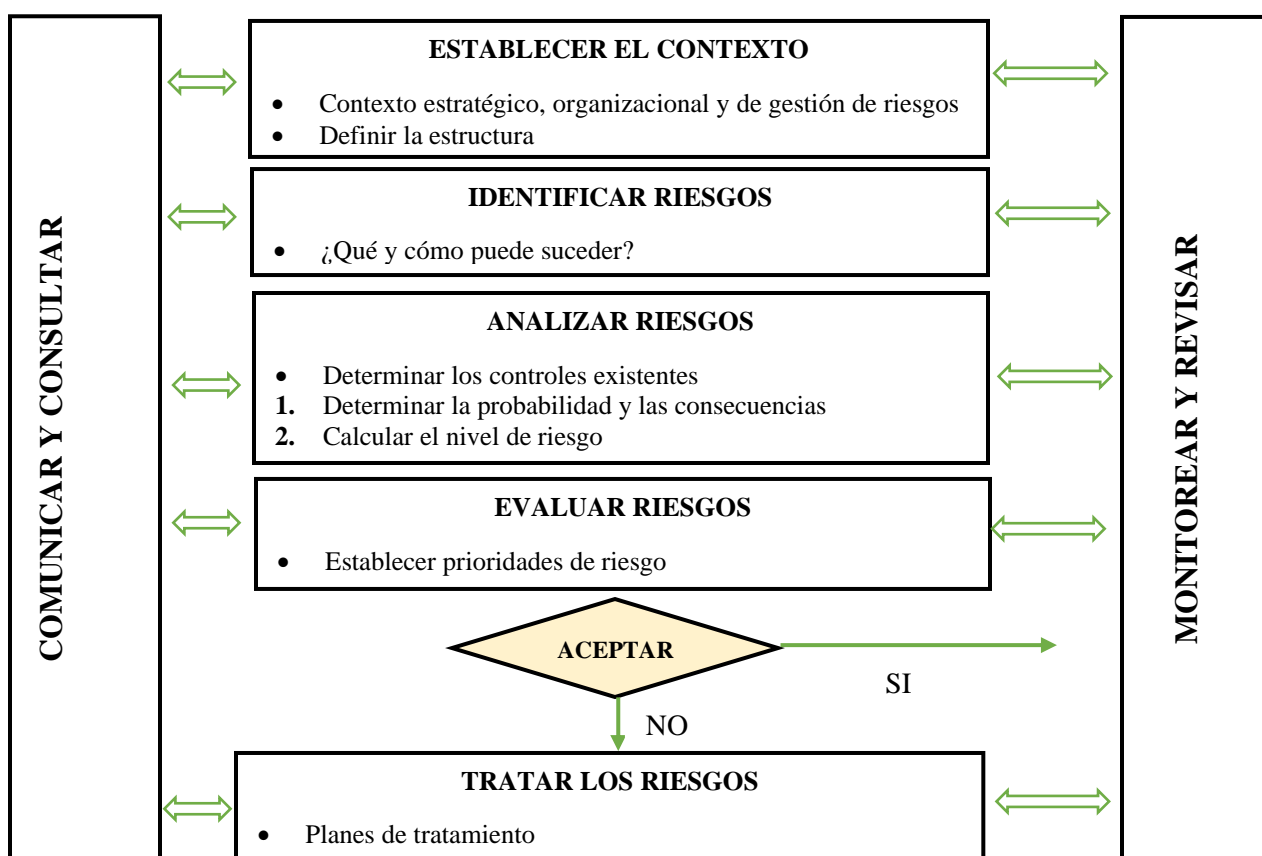 COMUNICAR Y CONSULTAR
ESTABLECER EL CONTEXTO
• Contexto estratégico, organizacional y de gestión de riesgos
• Definir la estructura
IDENTIFICAR RIESGOS
• ¿Qué y cómo puede suceder?
ANALIZAR RIESGOS
• Determinar los controles existentes
1. Determinar la probabilidad y las consecuencias
2. Calcular el nivel de riesgo
EVALUAR RIESGOS
• Establecer prioridades de riesgo
ACEPTAR
SI
NO
TRATAR LOS RIESGOS
• Planes de tratamiento
MONITOREAR Y REVISAR